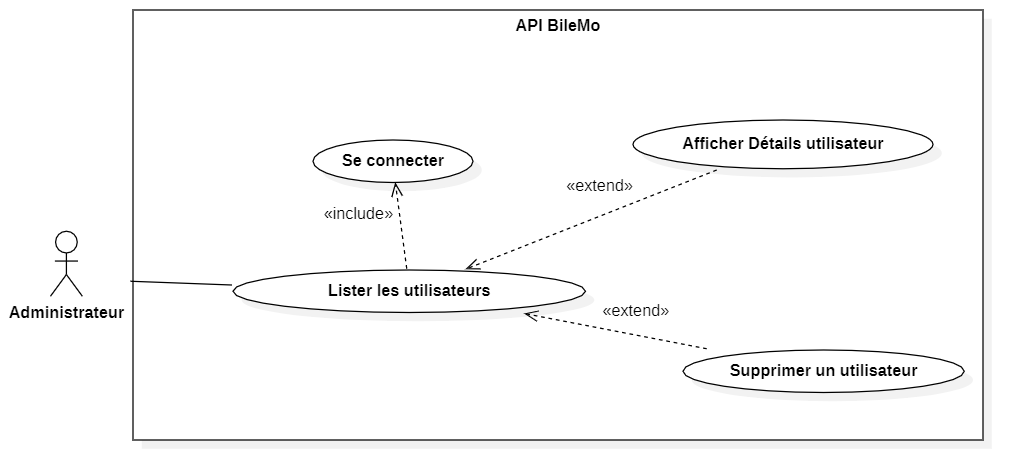 API BileMo
Afficher Détails utilisateur
Se connecter
«extend»
«include»
Lister les utilisateurs
Administrateur
«extend»
Supprimer un utilisateur